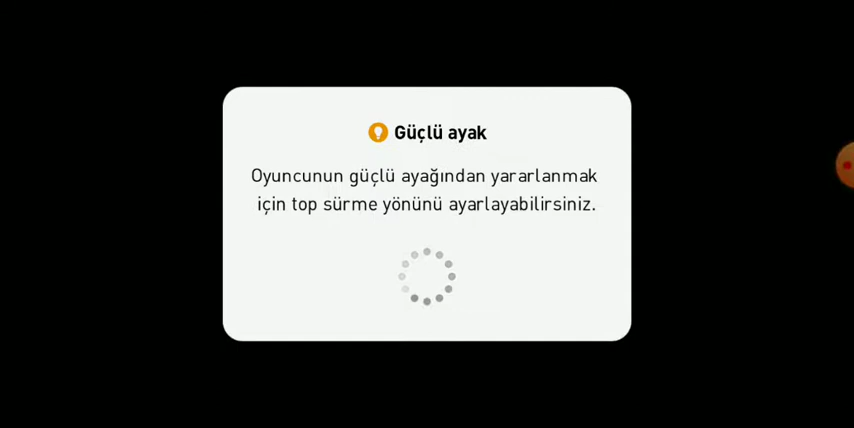 Güçlü ayak
Oyuncunun güçlü ayağından yararlanmak
için top sürme yönünü ayarlayabilirsiniz.